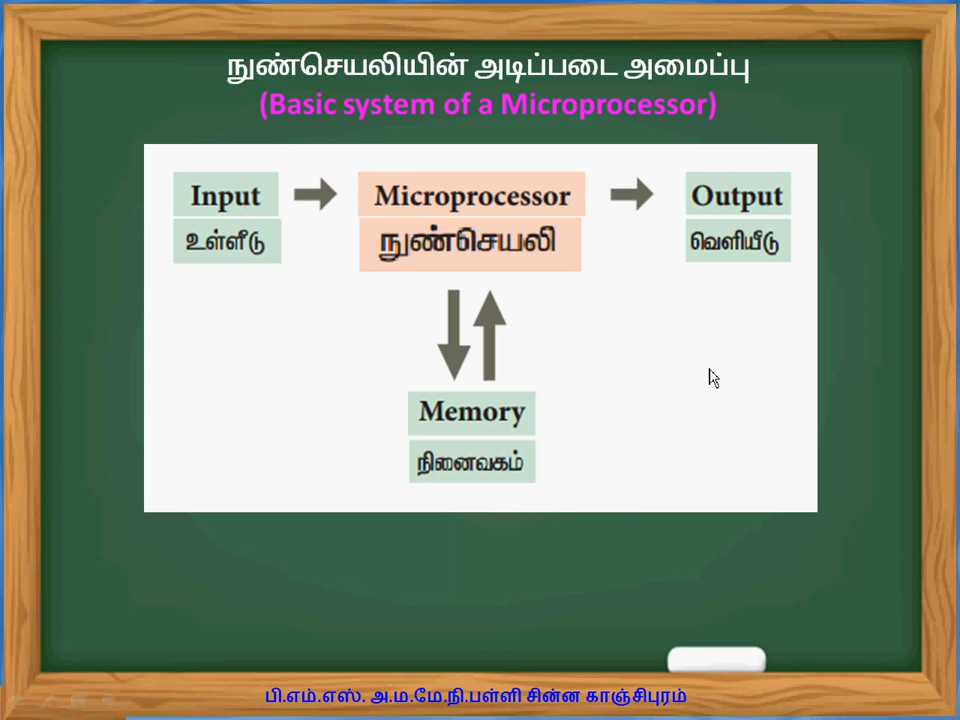 நுண்செயலியின் அடிப்படை அமைப்பு
(Basic system of a Microprocessor)
Input
Microprocessor
Output
உள்ளீடு
நுண்செயலி
வெளியீடு
Memory
நினைவகம்
பி.எம்.எஸ். அ.ம.மே.நி.பள்ளி சின்ன காஞ்சிபுரம்